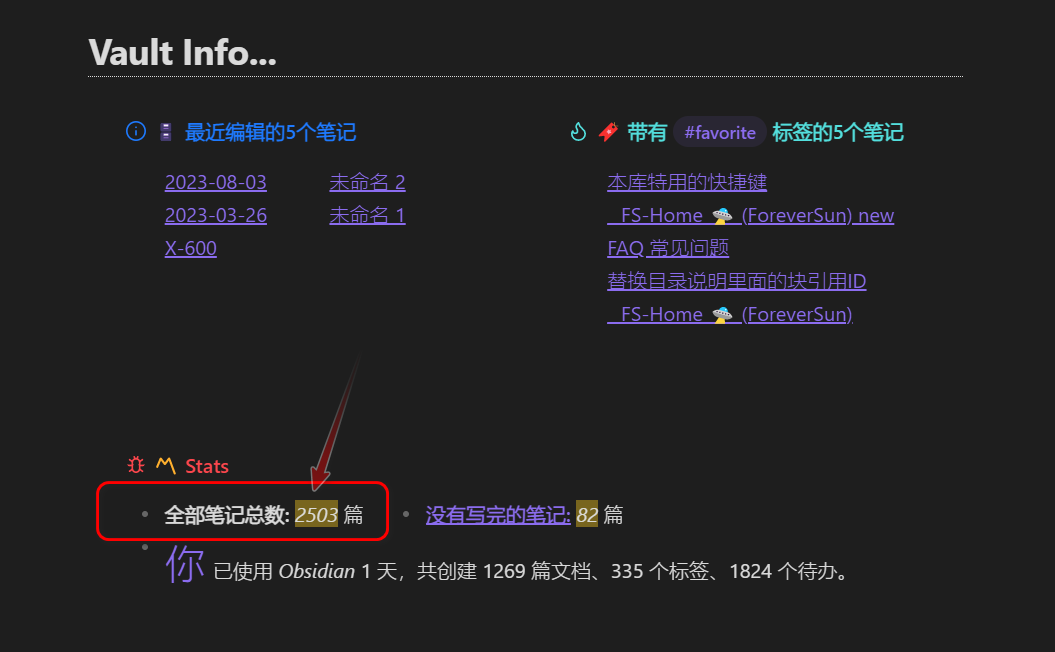 Vault Info...
最近编辑的5个笔记
2023-08-03 未命名 2
2023-03-26 未命名 1
X-600
带有 #favorite 标签的5个笔记
本库特用的快捷键
_ FS-Home 🛸 (ForeverSun) new
FAQ 常见问题
替换目录说明里面的块引用ID
_ FS-Home 🛸 (ForeverSun)
Stats
全部笔记总数: 2503 篇
没有写完的笔记: 82 篇
你 已使用 Obsidian 1 天，共创建 1269 篇文档、335 个标签、1824 个待办。